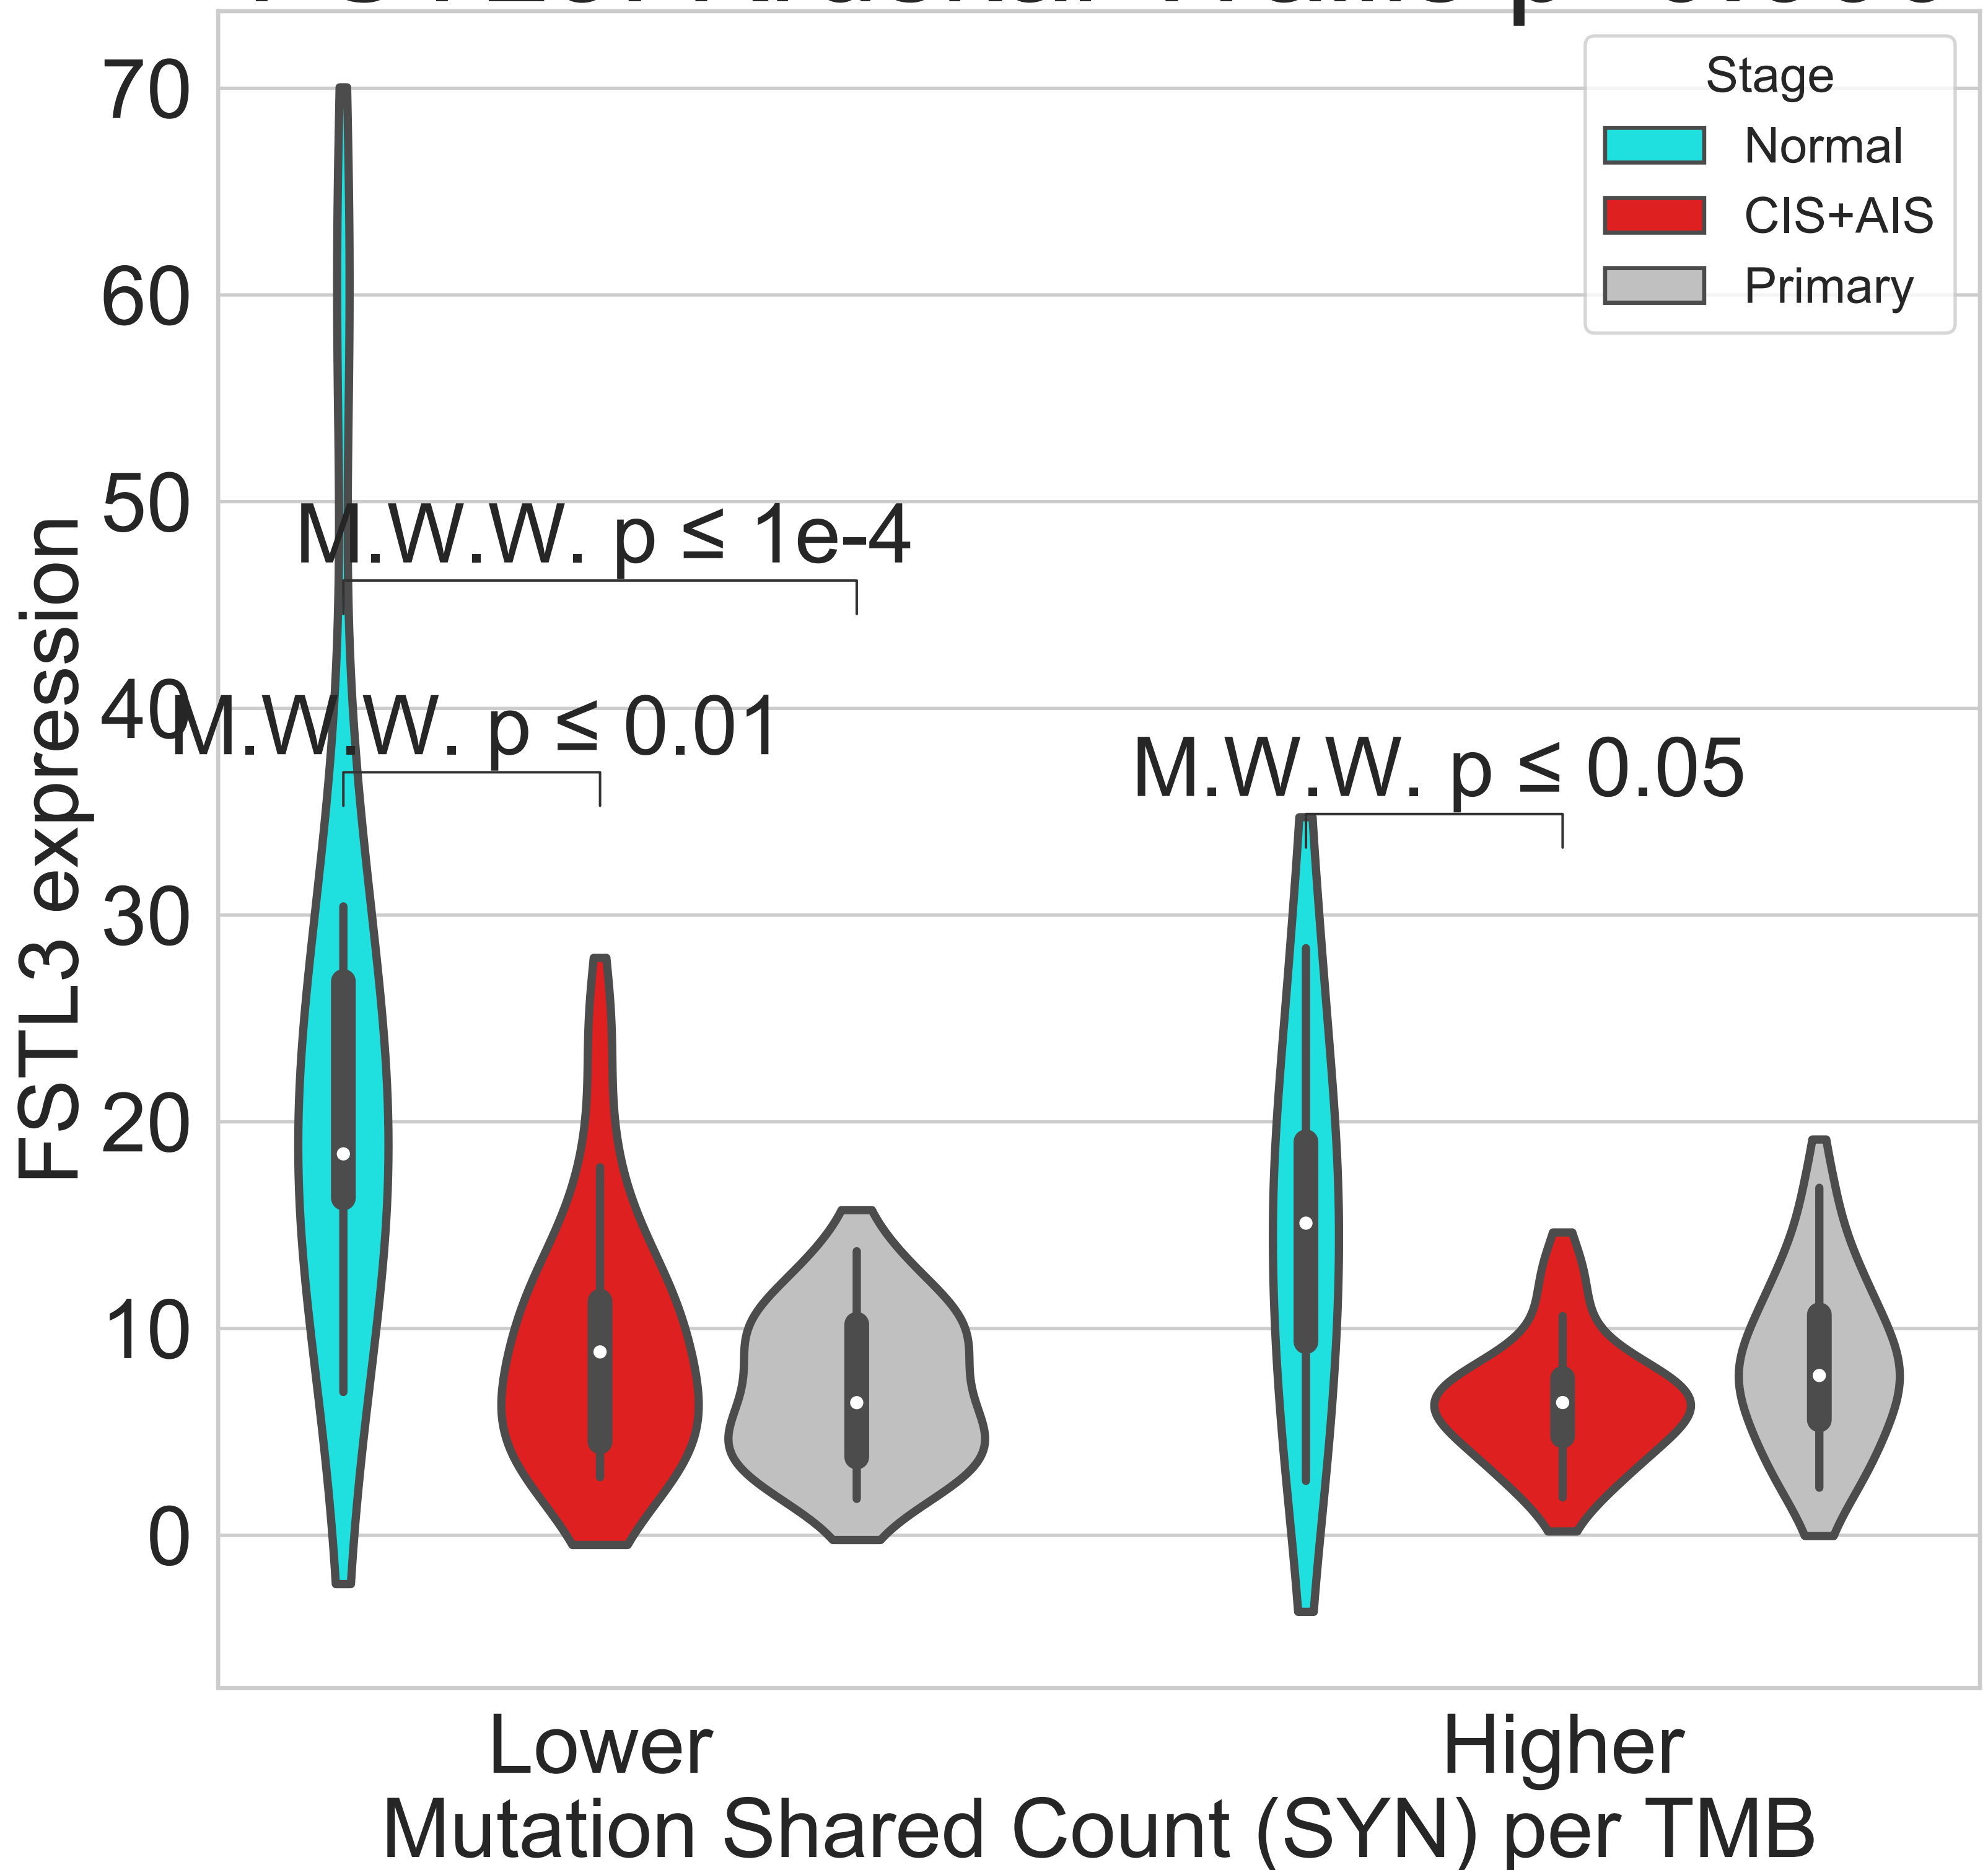 70
60
50
40
30
20
10
0
FSTL3 expression
Stage
Normal
CIS+AIS
Primary
M.W.W. p ≤ 1e-4
M.W.W. p ≤ 0.01
M.W.W. p ≤ 0.05
Lower
Higher
Mutation Shared Count (SYN) per TMB